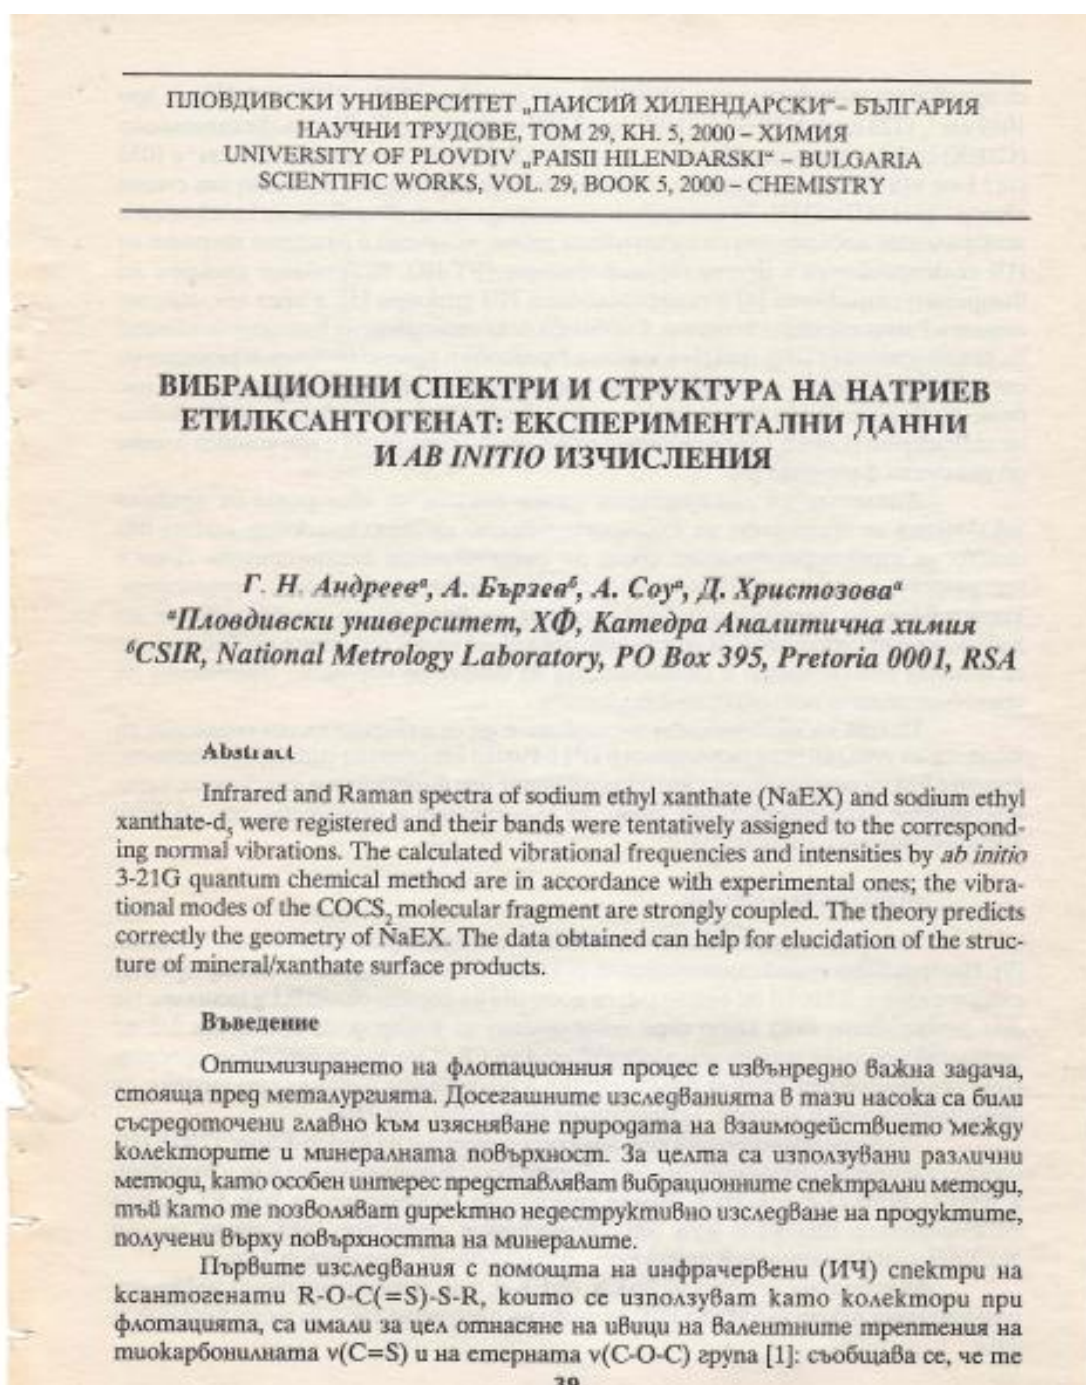 ПЛОВДИВСКИ УНИВЕРСИТЕТ „ПАИСИЙ ХИЛЕНДАРСКИ“– БЪЛГАРИЯ
НАУЧНИ ТРУДОВЕ, ТОМ 29, КН. 5, 2000 – ХИМИЯ
UNIVERSITY OF PLOVDIV „PAISII HILENDARSKI“ – BULGARIA
SCIENTIFIC WORKS, VOL. 29, BOOK 5, 2000 – CHEMISTRY
ВИБРАЦИОННИ СПЕКТРИ И СТРУКТУРА НА НАТРИЕВ
ЕТИЛКСАНТОГЕНАТ: ЕКСПЕРИМЕНТАЛНИ ДАННИ
И AB INITIO ИЗЧИСЛЕНИЯ
Г. Н. Андреевᵃ, А. Бързевᵇ, А. Соуᵃ, Д. Христозоваᵃ
ᵃПловдивски университет, ХФ, Катедра Аналитична химия
ᵇCSIR, National Metrology Laboratory, PO Box 395, Pretoria 0001, RSA
Abstract
Infrared and Raman spectra of sodium ethyl xanthate (NaEX) and sodium ethyl
xanthate-d₅ were registered and their bands were tentatively assigned to the correspond-
ing normal vibrations. The calculated vibrational frequencies and intensities by ab initio
3-21G quantum chemical method are in accordance with experimental ones; the vibra-
tional modes of the COCS₂ molecular fragment are strongly coupled. The theory predicts
correctly the geometry of NaEX. The data obtained can help for elucidation of the struc-
ture of mineral/xanthate surface products.
Въведение
Оптимизирането на флотационния процес е извънредно важна задача,
стояща пред металургията. Досегашните изследванията в тази насока са били
съсредоточени главно към изясняване природата на взаимодействието между
колекторите и минералната повърхност. За целта са използувани различни
методи, като особен интерес представляват вибрационните спектрални методи,
тъй като те позволяват директно недеструктивно изследване на продуктите,
получени върху повърхността на минералите.
Първите изследвания с помощта на инфрачервени (ИЧ) спектри на
ксантогенати R-O-C(=S)-S-R, които се използуват като колектори при
флотацията, са имали за цел отнасяне на ивици на валентните трептения на
тиокарбонилната ν(C=S) и на етерната ν(C-O-C) група [1]: съобщава се, че те